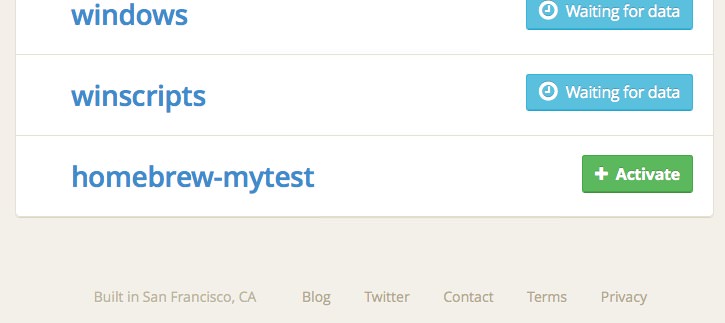 windows
Waiting for data
winscripts
Waiting for data
homebrew-mytest
+ Activate
Built in San Francisco, CA Blog Twitter Contact Terms Privacy